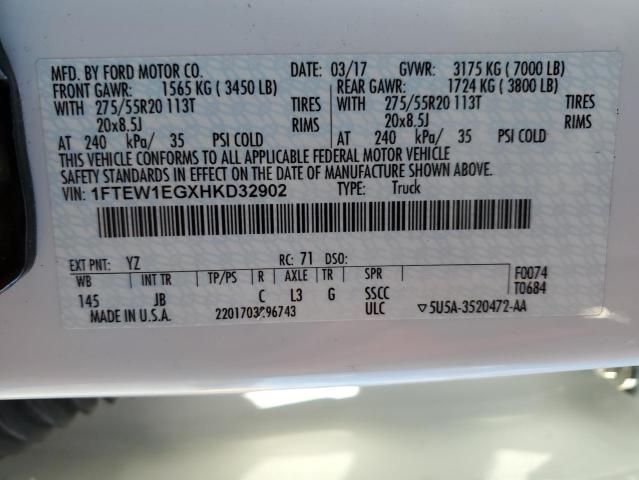 MFD. BY FORD MOTOR CO. DATE: 03/17 GVWR: 3175 KG ( 7000 LB)
FRONT GAWR: 1565 KG ( 3450 LB) REAR GAWR: 1724 KG ( 3800 LB)
WITH 275/55R20 113T TIRES WITH 275/55R20 113T TIRES
20x8.5J RIMS 20x8.5J RIMS
AT 240 kPa/ 35 PSI COLD AT 240 kPa/ 35 PSI COLD
THIS VEHICLE CONFORMS TO ALL APPLICABLE FEDERAL MOTOR VEHICLE
SAFETY STANDARDS IN EFFECT ON THE DATE OF MANUFACTURE SHOWN ABOVE.
VIN: 1FTEW1EGXHKD32902 TYPE: Truck
EXT PNT: YZ RC: 71 DSO:
WB INT TR TP/PS R AXLE TR SPR F0074
145 JB C L3 G SSCC T0684
MADE IN U.S.A. ULC ▽5U5A-3520472-AA